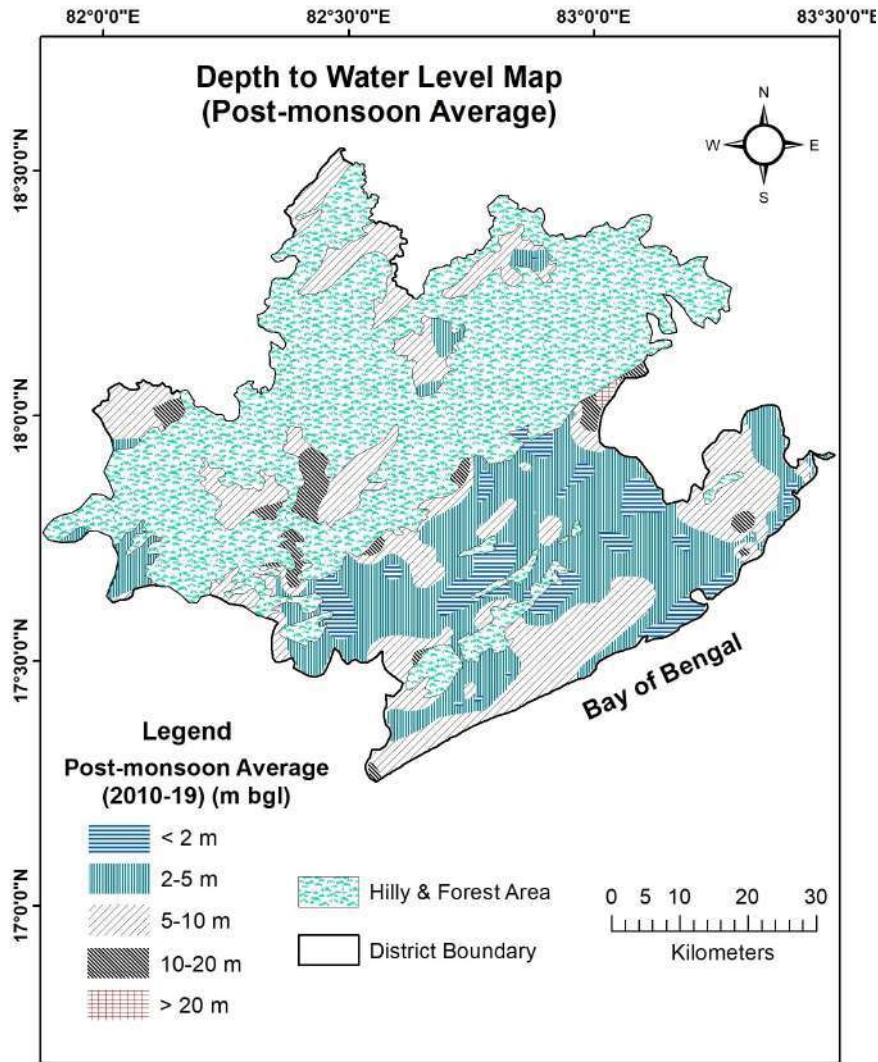 82°0'0"E 82°30'0"E 83°0'0"E 83°30'0"E
Depth to Water Level Map
(Post-monsoon Average)
N
W E
S
18°30'0"N
18°0'0"N
17°30'0"N
17°0'0"N
Bay of Bengal
Legend
Post-monsoon Average
(2010-19) (m bgl)
< 2 m
2-5 m
5-10 m
10-20 m
> 20 m
Hilly & Forest Area
District Boundary
0 5 10 20 30
Kilometers